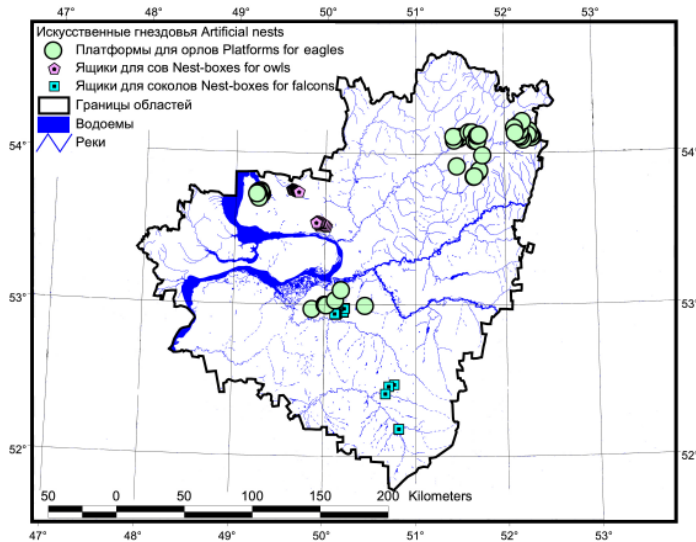 47° 48° 49° 50° 51° 52° 53°
Искусственные гнездовья Artificial nests
Платформы для орлов Platforms for eagles
Ящики для сов Nest-boxes for owls
Ящики для соколов Nest-boxes for falcons
Границы областей
Водоемы
Реки
54° 54°
53° 53°
52° 52°
50 0 50 100 150 200 Kilometers
47° 48° 49° 50° 51° 52° 53°